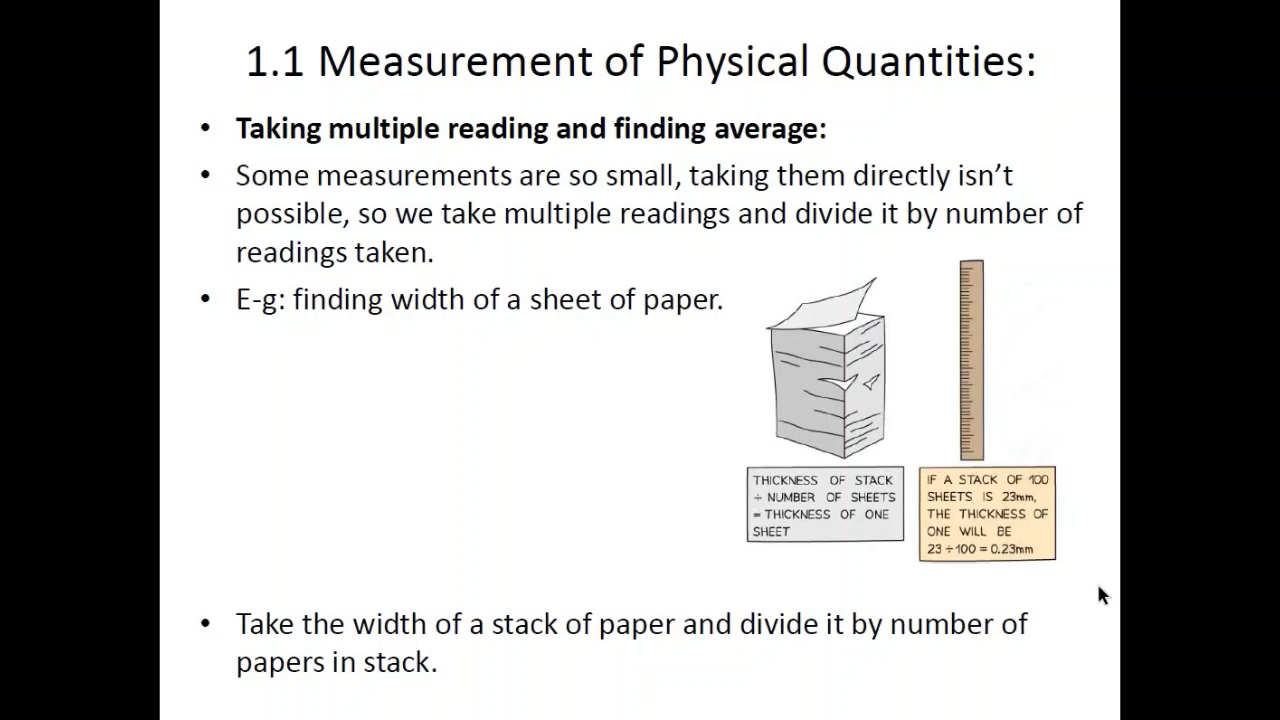 1.1 Measurement of Physical Quantities:
• Taking multiple reading and finding average:
• Some measurements are so small, taking them directly isn’t
possible, so we take multiple readings and divide it by number of
readings taken.
• E-g: finding width of a sheet of paper.
THICKNESS OF STACK
÷ NUMBER OF SHEETS
= THICKNESS OF ONE
SHEET
IF A STACK OF 100
SHEETS IS 23mm,
THE THICKNESS OF
ONE WILL BE
23 ÷ 100 = 0.23mm
• Take the width of a stack of paper and divide it by number of
papers in stack.